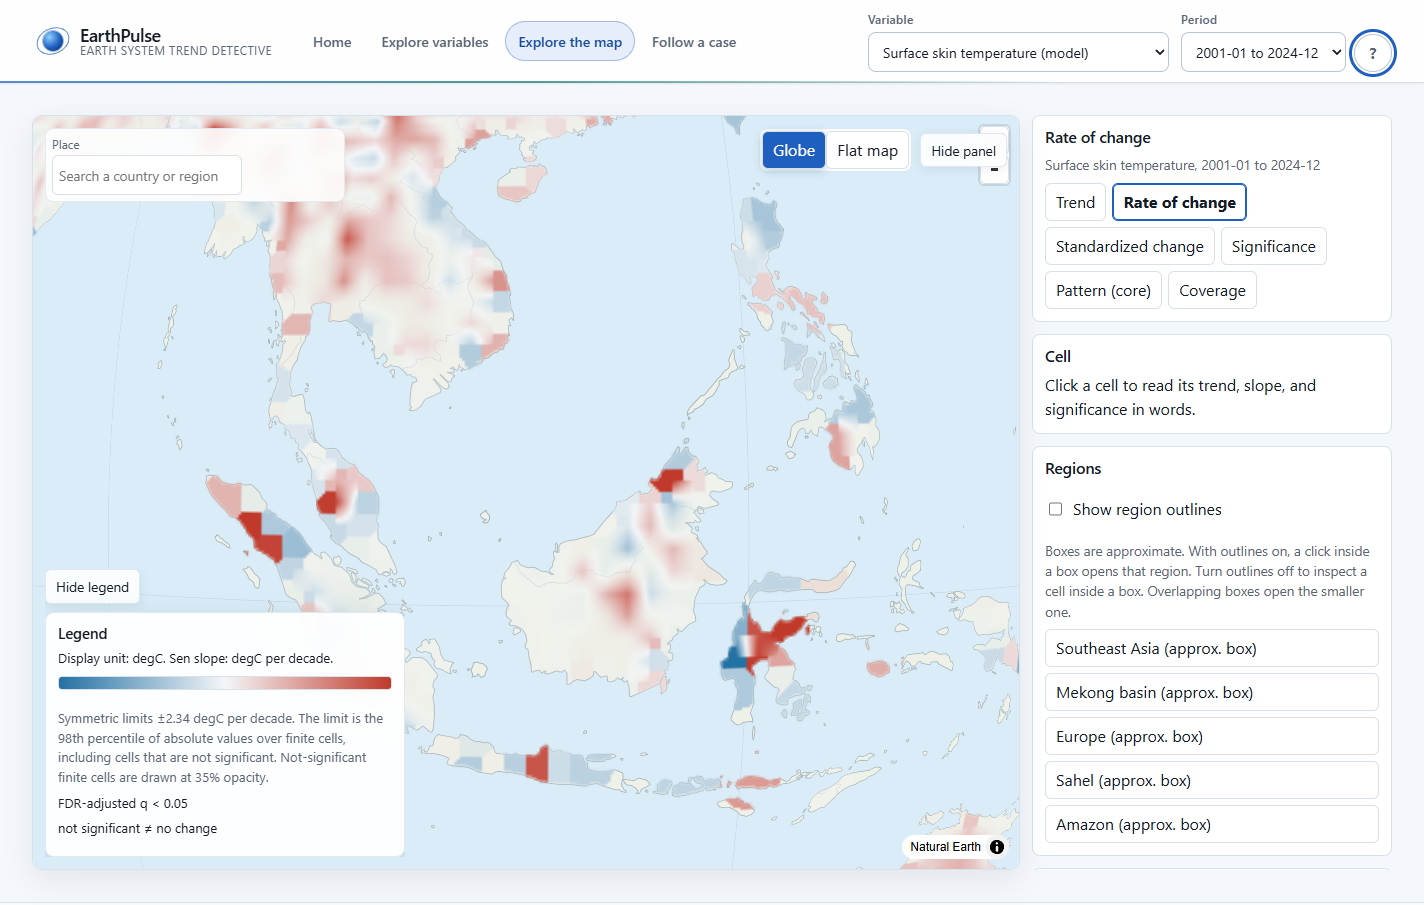 EarthPulse
EARTH SYSTEM TREND DETECTIVE
Home
Explore variables
Explore the map
Follow a case
Variable
Surface skin temperature (model)
Period
2001-01 to 2024-12
?
Place
Search a country or region
Globe
Flat map
Hide panel
-
Hide legend
Legend
Display unit: degC. Sen slope: degC per decade.
Symmetric limits ±2.34 degC per decade. The limit is the
98th percentile of absolute values over finite cells,
including cells that are not significant. Not-significant
finite cells are drawn at 35% opacity.
FDR-adjusted q < 0.05
not significant ≠ no change
Natural Earth
Rate of change
Surface skin temperature, 2001-01 to 2024-12
Trend
Rate of change
Standardized change
Significance
Pattern (core)
Coverage
Cell
Click a cell to read its trend, slope, and
significance in words.
Regions
Show region outlines
Boxes are approximate. With outlines on, a click inside
a box opens that region. Turn outlines off to inspect a
cell inside a box. Overlapping boxes open the smaller
one.
Southeast Asia (approx. box)
Mekong basin (approx. box)
Europe (approx. box)
Sahel (approx. box)
Amazon (approx. box)